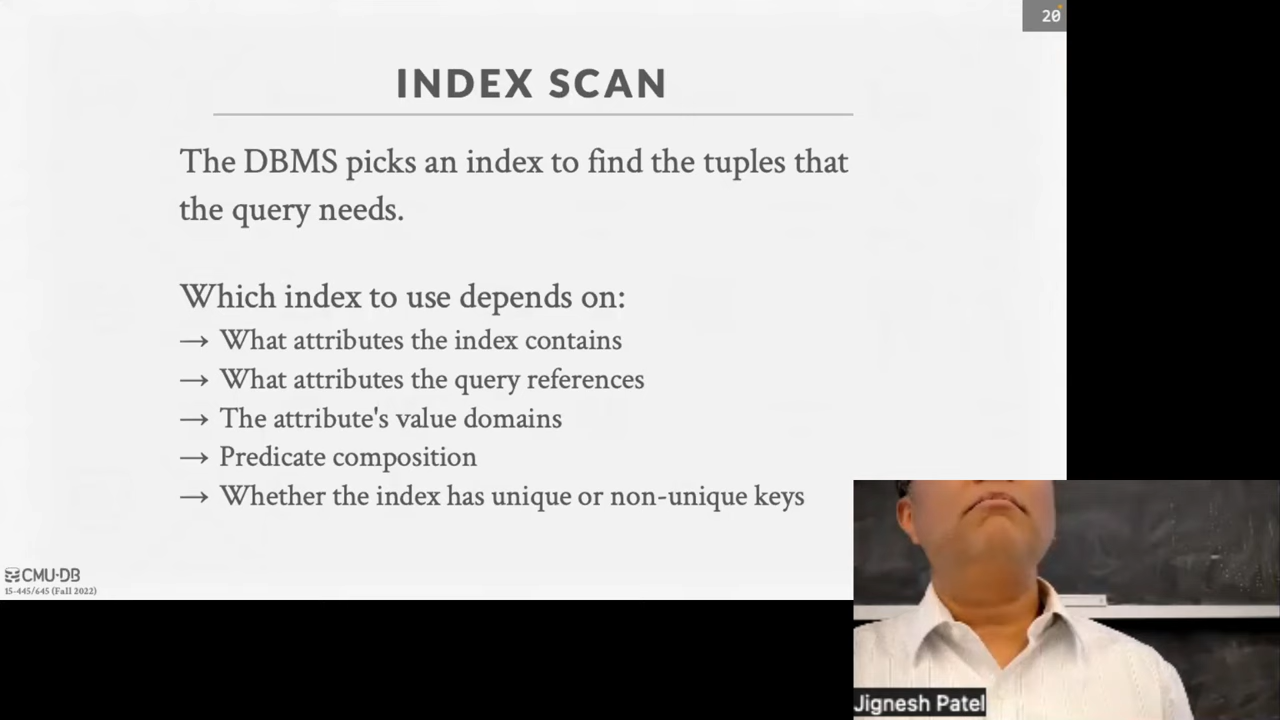 20
INDEX SCAN
The DBMS picks an index to find the tuples that
the query needs.
Which index to use depends on:
→ What attributes the index contains
→ What attributes the query references
→ The attribute's value domains
→ Predicate composition
→ Whether the index has unique or non-unique keys
CMU·DB
15-445/645 (Fall 2022)
Jignesh Patel